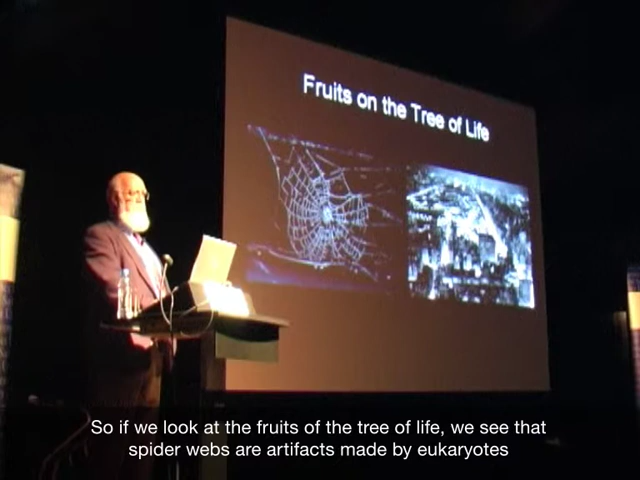 Fruits on the Tree of Life
So if we look at the fruits of the tree of life, we see that
spider webs are artifacts made by eukaryotes